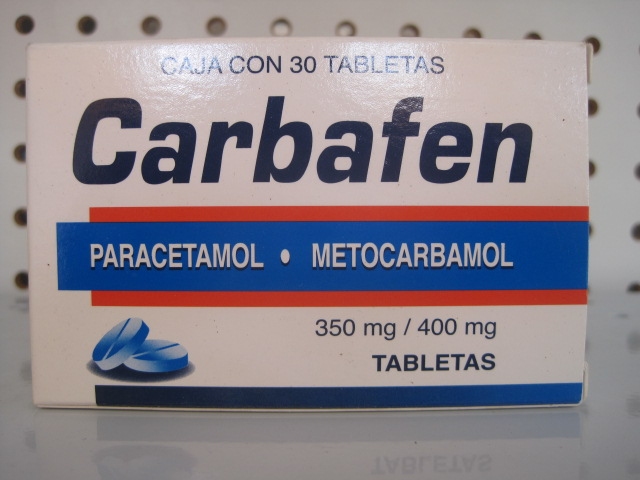 CAJA CON 30 TABLETAS
Carbafen
PARACETAMOL • METOCARBAMOL
350 mg / 400 mg
TABLETAS